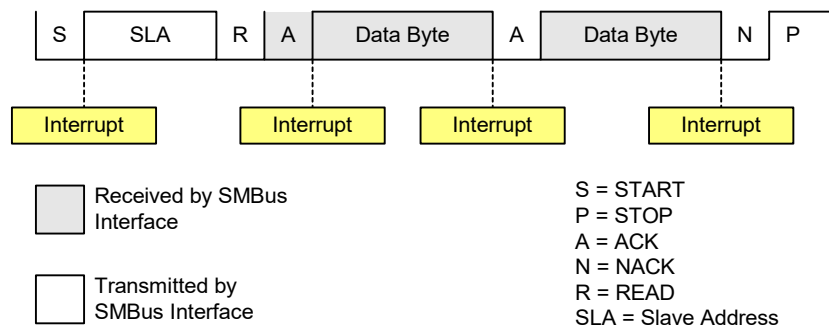 S SLA R A Data Byte A Data Byte N P
Interrupt Interrupt Interrupt Interrupt
Received by SMBus
Interface
Transmitted by
SMBus Interface
S = START
P = STOP
A = ACK
N = NACK
R = READ
SLA = Slave Address